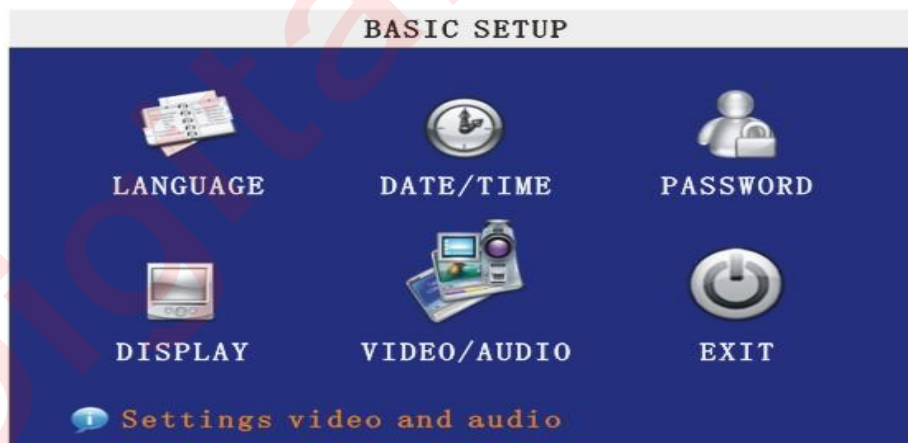 BASIC SETUP
LANGUAGE DATE/TIME PASSWORD
DISPLAY VIDEO/AUDIO EXIT
Settings video and audio